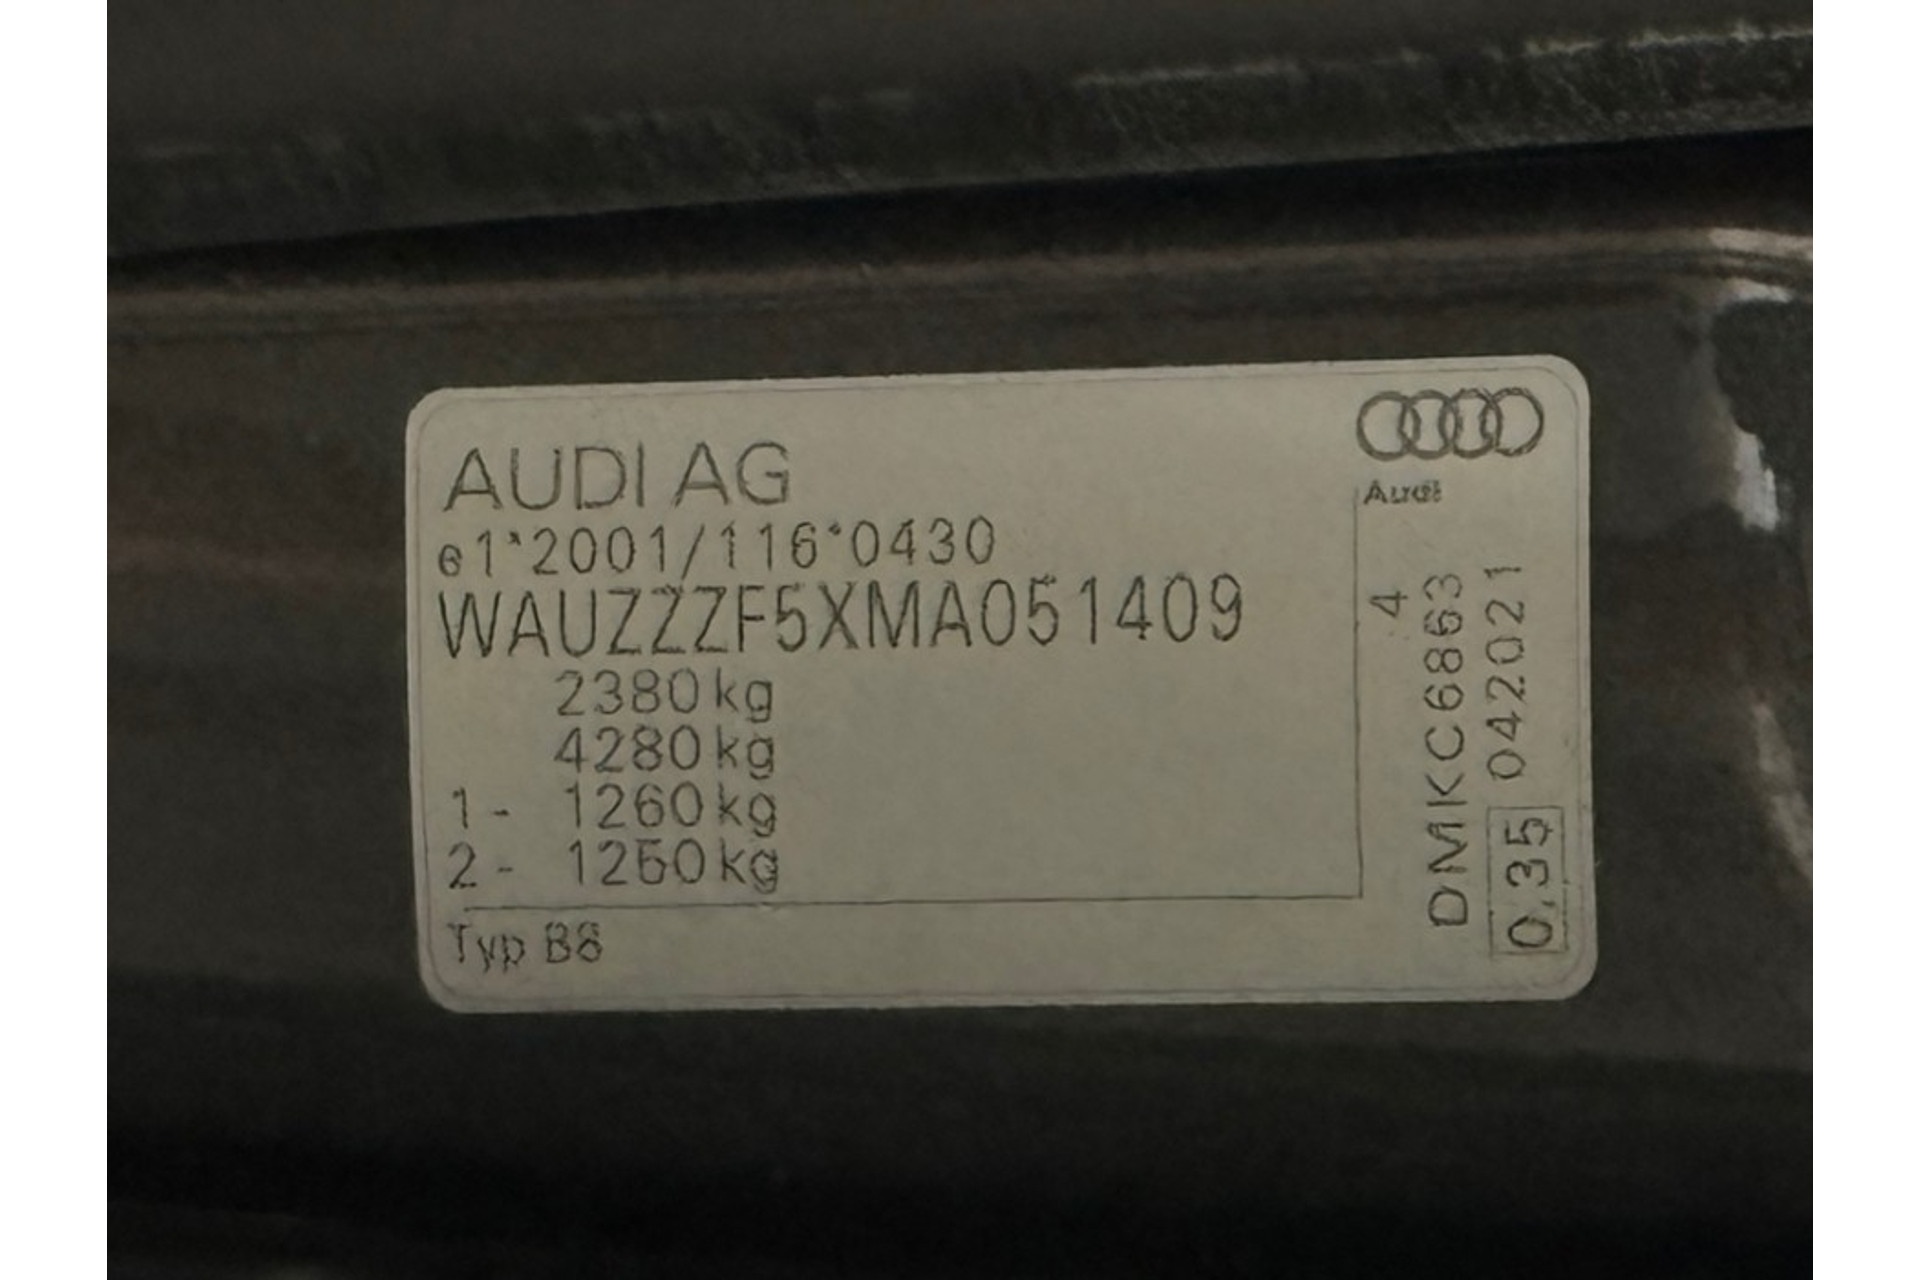 AUDI AG
Audi
e1*2001/116*0430
WAUZZZF5XMA051409
2380 kg
4280 kg
1- 1260 kg
2- 1260 kg
Typ B8
4
DMKC6863
0,35 042021